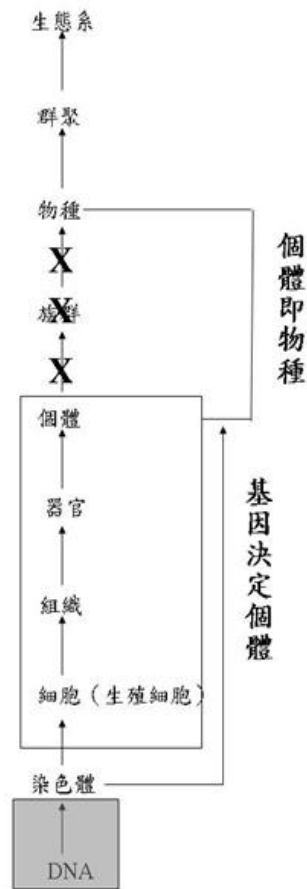 生態系
群聚
物種
X
族群
X
X
個體
器官
組織
細胞（生殖細胞）
染色體
DNA
個體即物種
基因決定個體